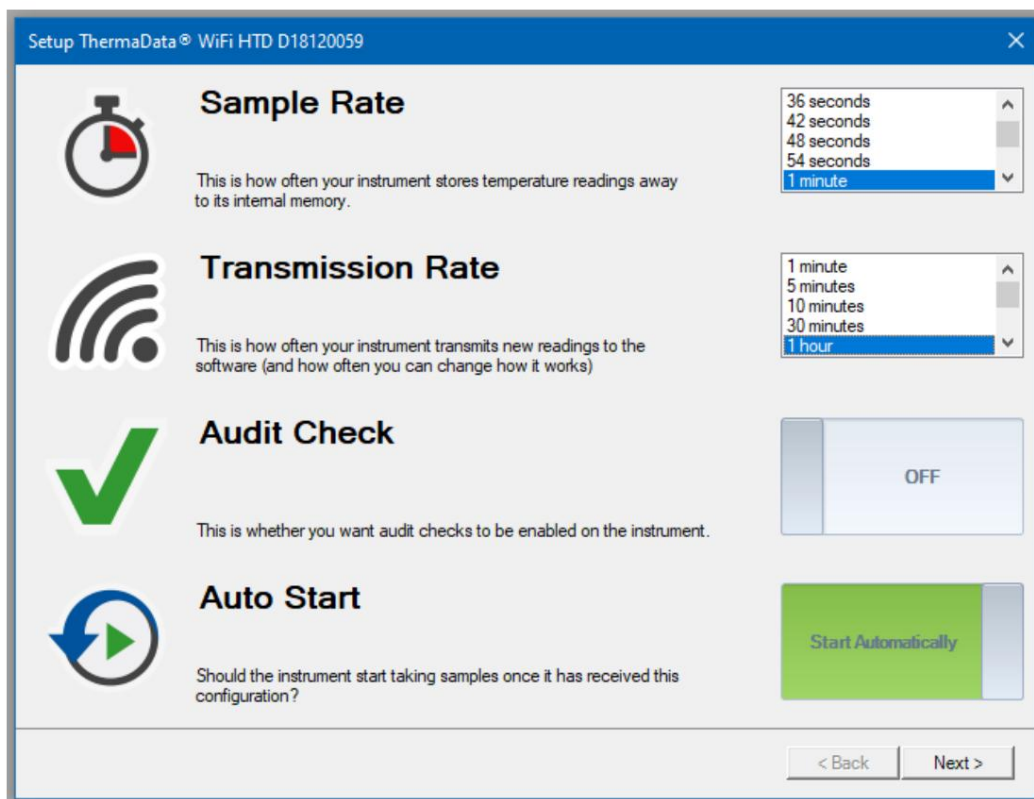 Setup ThermaData® WiFi HTD D18120059
Sample Rate
This is how often your instrument stores temperature readings away
to its internal memory.
36 seconds
42 seconds
48 seconds
54 seconds
1 minute
Transmission Rate
This is how often your instrument transmits new readings to the
software (and how often you can change how it works)
1 minute
5 minutes
10 minutes
30 minutes
1 hour
Audit Check
This is whether you want audit checks to be enabled on the instrument.
OFF
Auto Start
Should the instrument start taking samples once it has received this
configuration?
Start Automatically
< Back
Next >